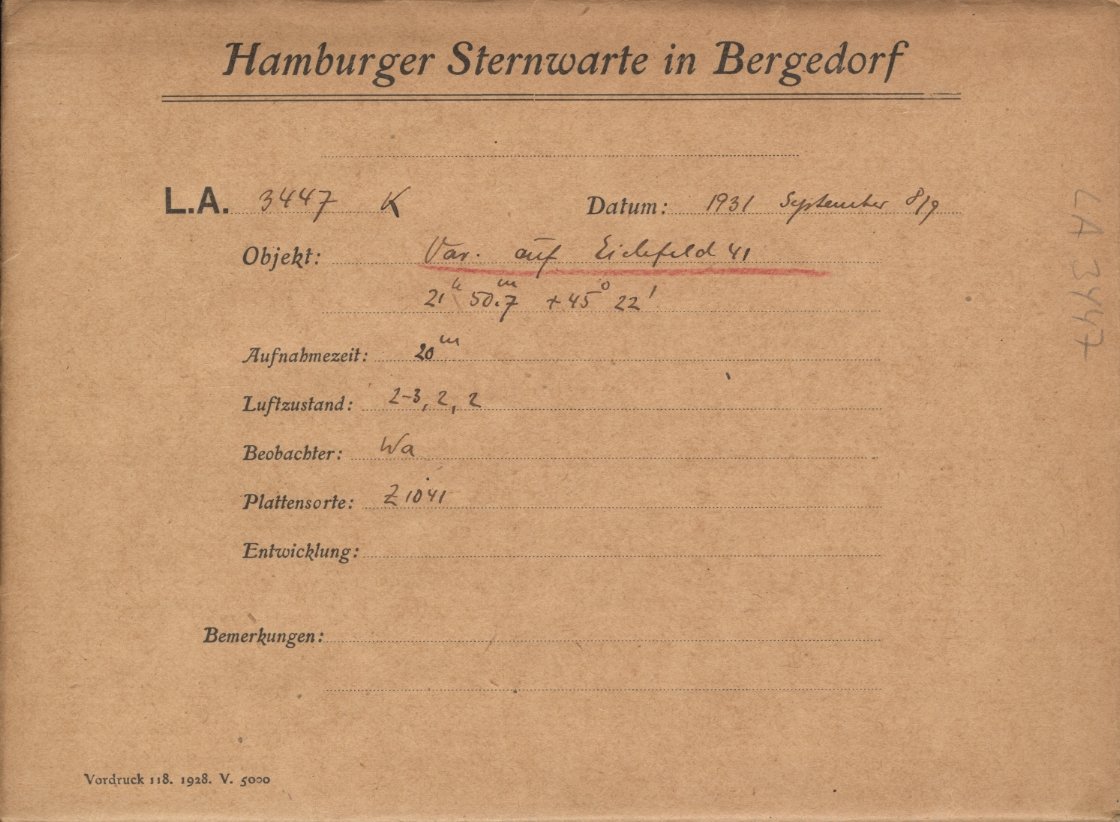 Hamburger Sternwarte in Bergedorf
L.A. 3447 K Datum: 1931 September 8/9
Objekt: Var. auf Eichfeld 41
21ʰ 50.ᵐ7 +45° 22'
Aufnahmezeit: 20ᵐ
Luftzustand: 2-3, 2, 2
Beobachter: Wa
Plattensorte: Z 1041
Entwicklung:
Bemerkungen:
Vordruck 118. 1928. V. 5000
LA 3447